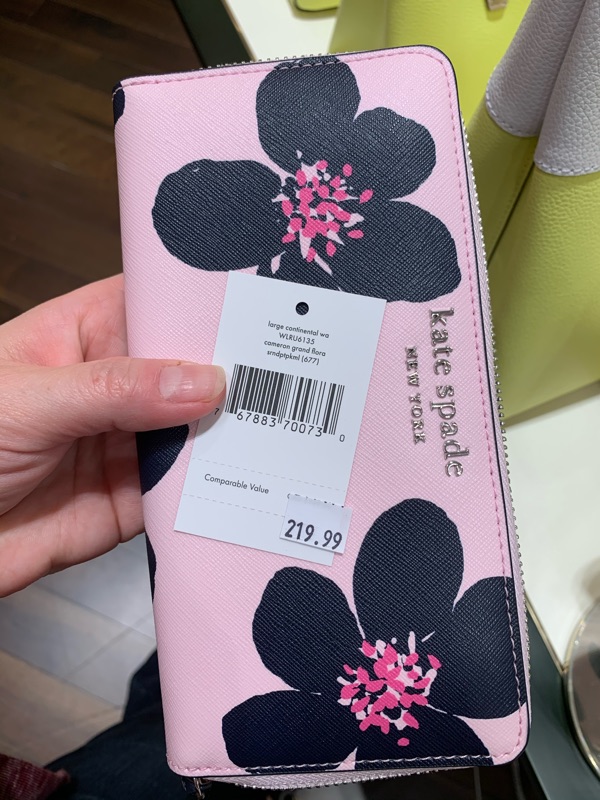 large continental wa
WLRU6135
cameron grand flora
srndptpkml (677)
7 67883 70073 0
Comparable Value
219.99
kate spade
NEW YORK